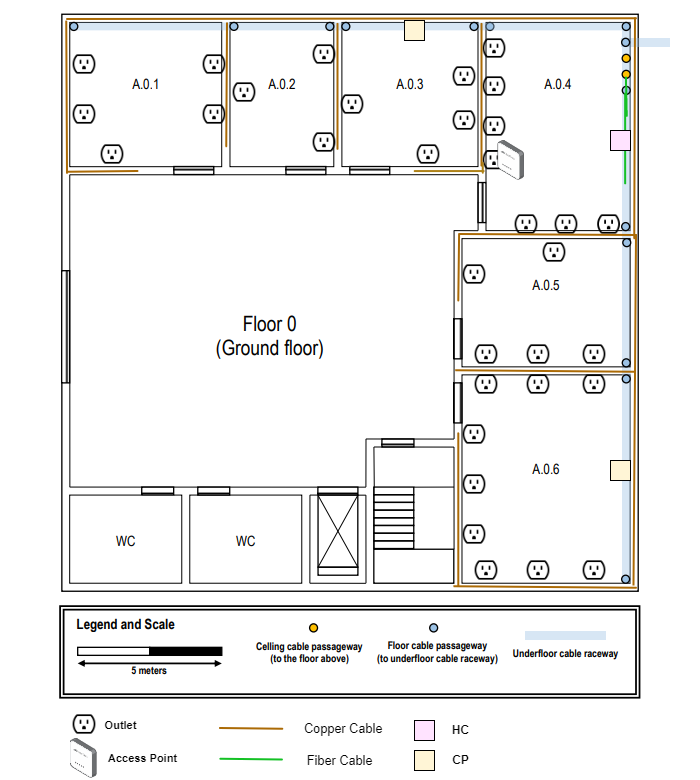 A.0.1
A.0.2
A.0.3
A.0.4
A.0.5
Floor 0
(Ground floor)
A.0.6
WC
WC
Legend and Scale
5 meters
Celling cable passageway
(to the floor above)
Floor cable passageway
(to underfloor cable raceway)
Underfloor cable raceway
Outlet
Copper Cable
HC
Access Point
Fiber Cable
CP